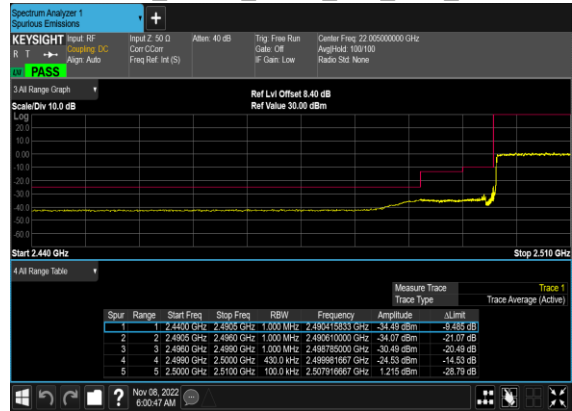 Spectrum Analyzer 1
Spurious Emissions
KEYSIGHT Input: RF Input Z: 50 Ω Atten: 40 dB Trig: Free Run Center Freq: 22.005000000 GHz
R T Coupling: DC Corr CCorr Gate: Off Avg|Hold: 100/100
Align: Auto Freq Ref: Int (S) IF Gain: Low Radio Std: None
PASS
3 All Range Graph
Ref Lvl Offset 8.40 dB
Scale/Div 10.0 dB Ref Value 30.00 dBm
Log
20.0
10.0
0.00
-10.0
-20.0
-30.0
-40.0
-50.0
-60.0
Start 2.440 GHz Stop 2.510 GHz
4 All Range Table
Measure Trace Trace 1
Trace Type Trace Average (Active)
Spur Range Start Freq Stop Freq RBW Frequency Amplitude ΔLimit
1 1 2.4400 GHz 2.4905 GHz 1.000 MHz 2.490415833 GHz -34.49 dBm -9.485 dB
2 2 2.4905 GHz 2.4960 GHz 1.000 MHz 2.490610000 GHz -34.07 dBm -21.07 dB
3 3 2.4960 GHz 2.4990 GHz 1.000 MHz 2.498785000 GHz -30.49 dBm -20.49 dB
4 4 2.4990 GHz 2.5000 GHz 430.0 kHz 2.499981667 GHz -24.53 dBm -14.53 dB
5 5 2.5000 GHz 2.5100 GHz 100.0 kHz 2.507916667 GHz 1.215 dBm -28.79 dB
Nov 08, 2022
6:00:47 AM